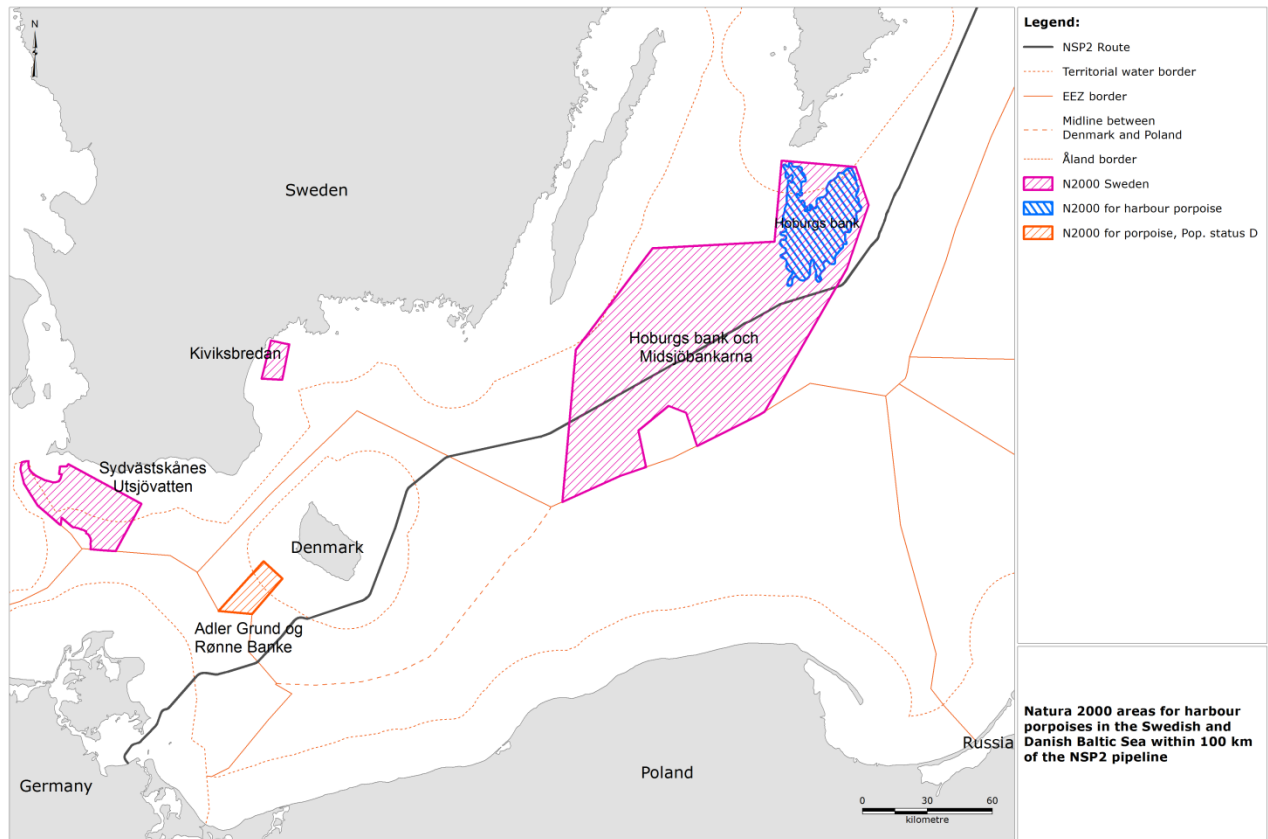 N
Sweden
Hoburgs bank
Hoburgs bank och
Midsjöbankarna
Kiviksbredan
Sydvästskånes
Utsjövatten
Denmark
Adler Grund og
Rønne Banke
Germany
Poland
Russia
0 30 60
kilometre
Legend:
NSP2 Route
Territorial water border
EEZ border
Midline between
Denmark and Poland
Åland border
N2000 Sweden
N2000 for harbour porpoise
N2000 for porpoise, Pop. status D
Natura 2000 areas for harbour
porpoises in the Swedish and
Danish Baltic Sea within 100 km
of the NSP2 pipeline